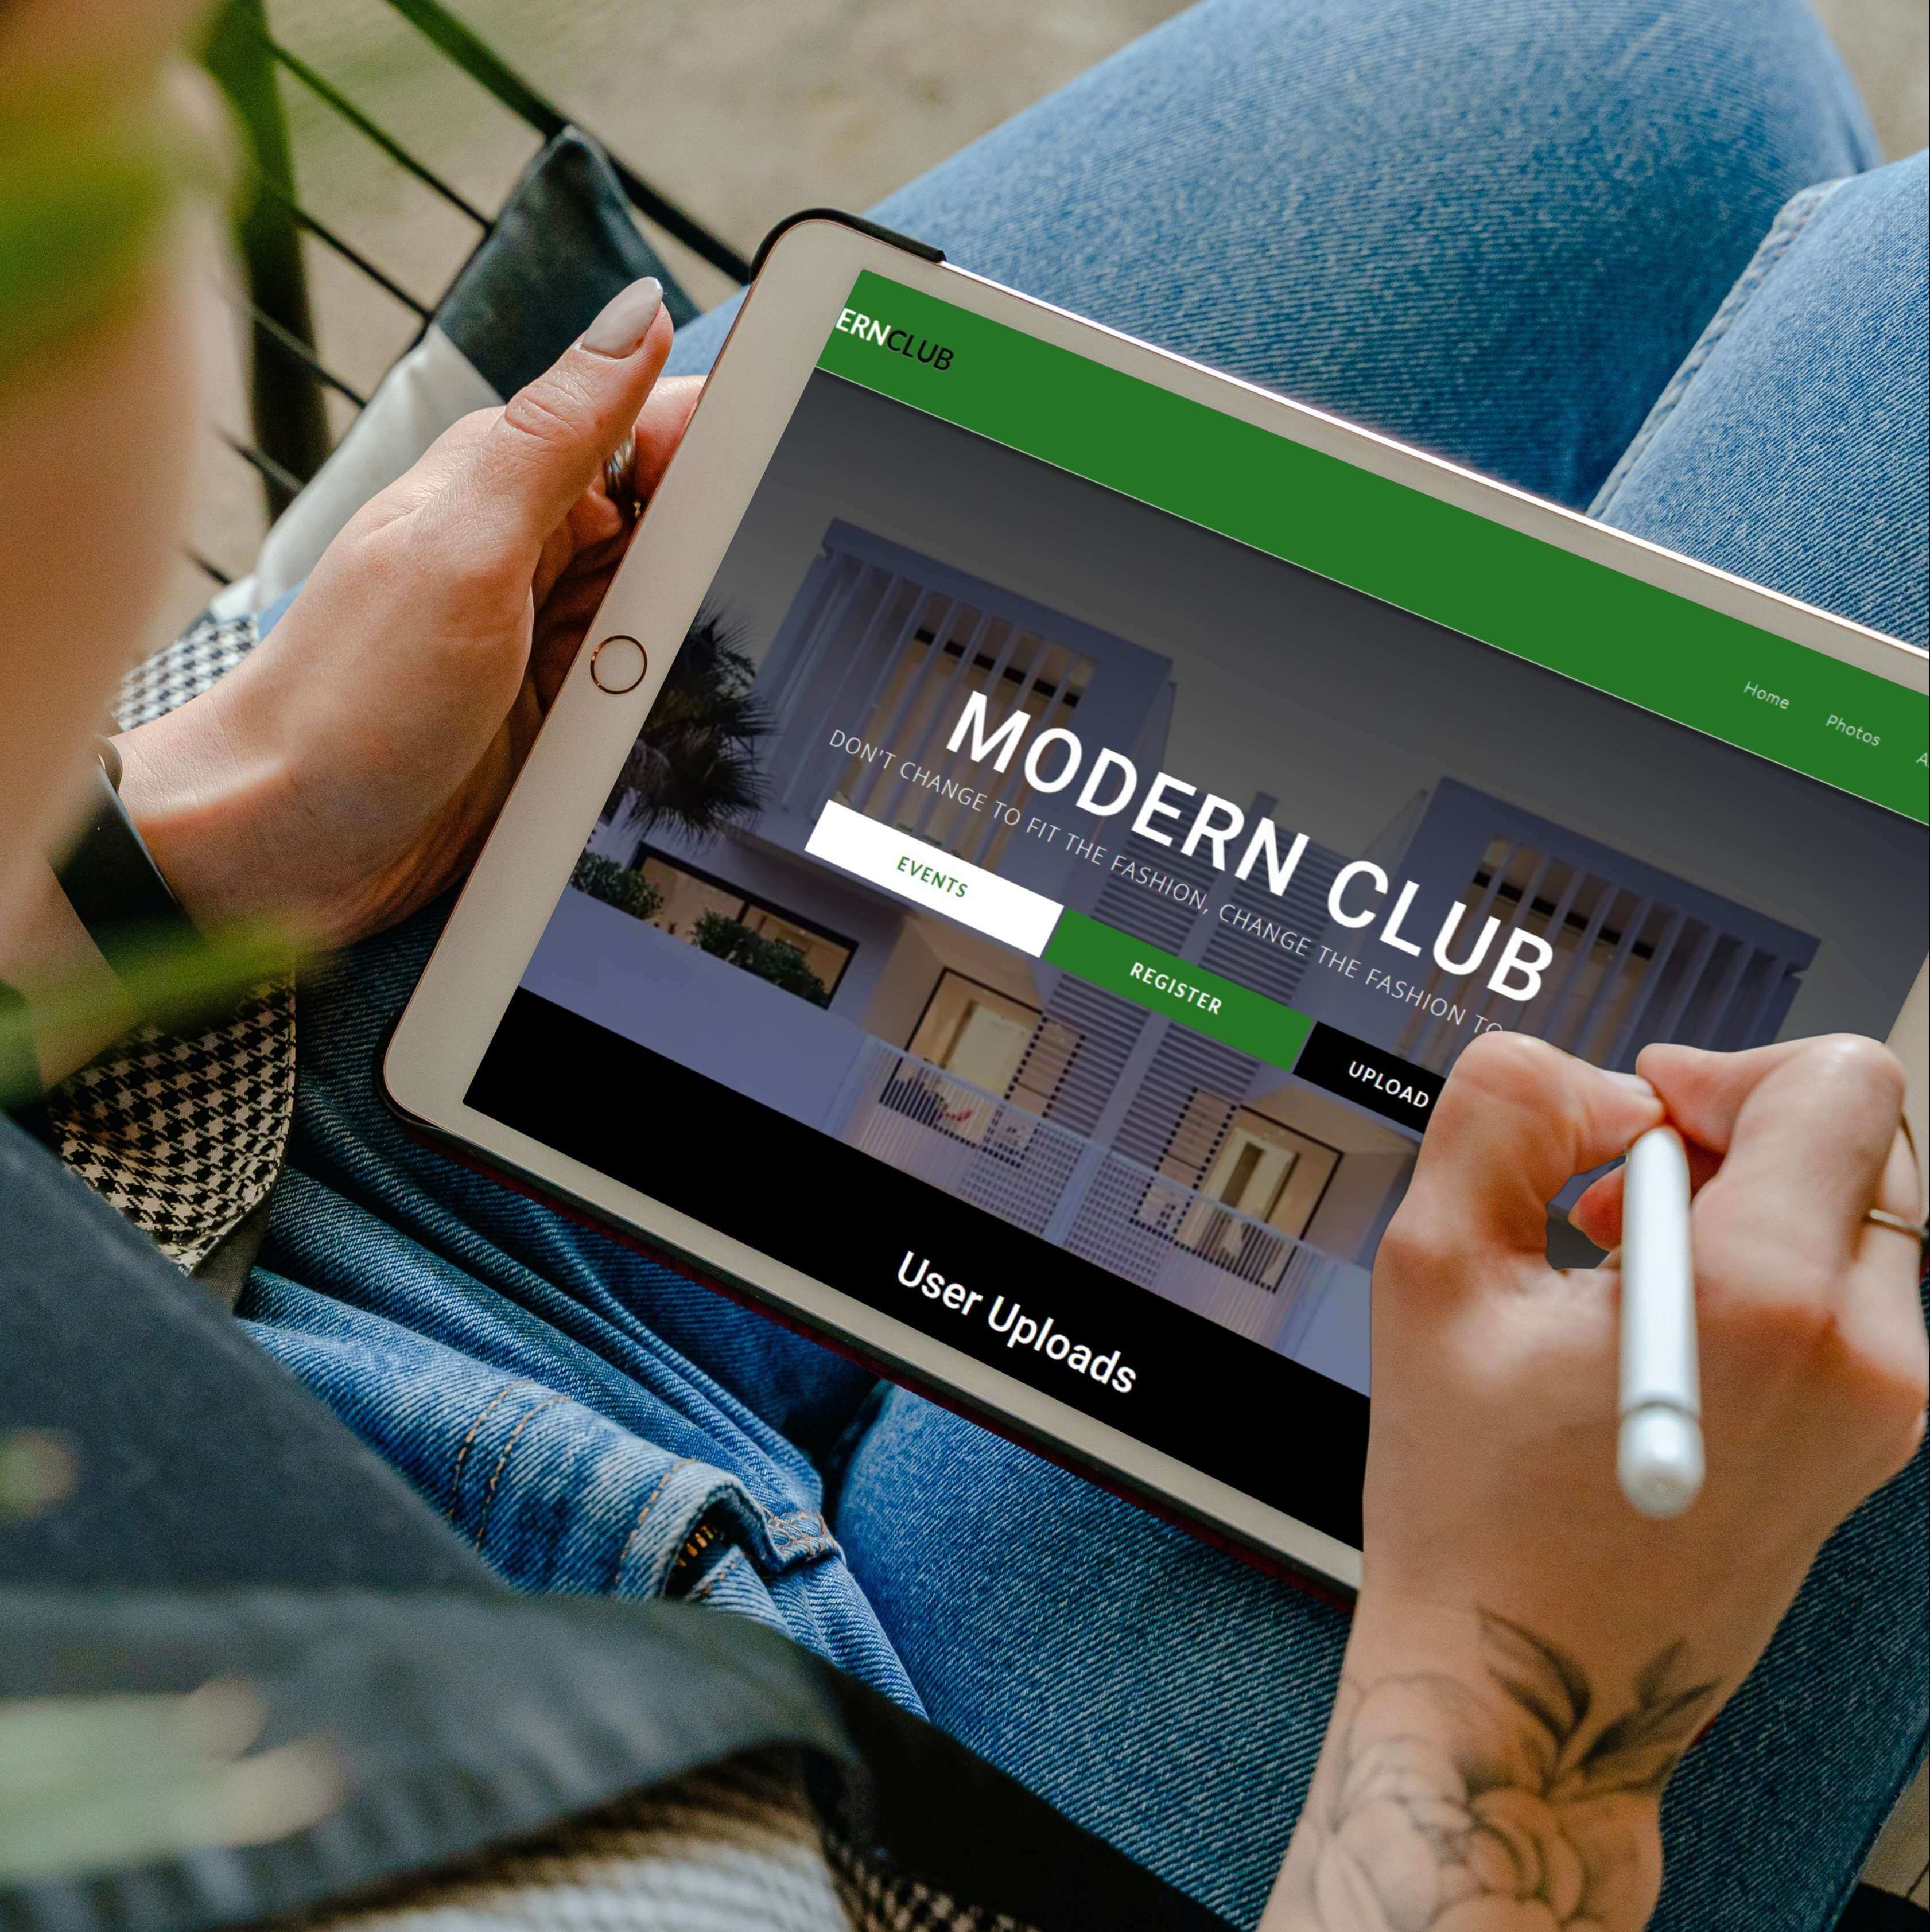 ERNCLUB
Home Photos A
MODERN CLUB
DON'T CHANGE TO FIT THE FASHION, CHANGE THE FASHION TO
EVENTS REGISTER UPLOAD
User Uploads